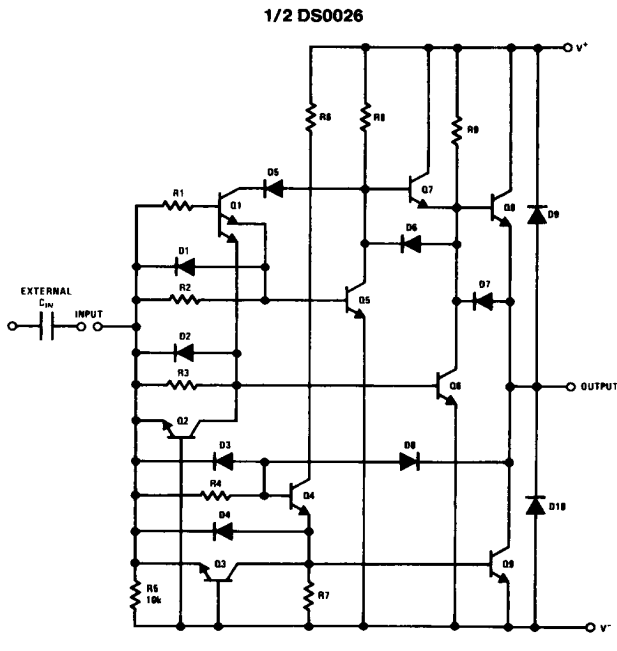 1/2 DS0026
V+
R6
R8
R9
D5
R1
Q1
Q7
Q8
D9
D1
D6
EXTERNAL
CIN
INPUT
R2
Q5
D7
D2
R3
Q6
OUTPUT
Q2
D3
D8
R4
Q4
D10
D4
Q3
Q9
R5
10k
R7
V-